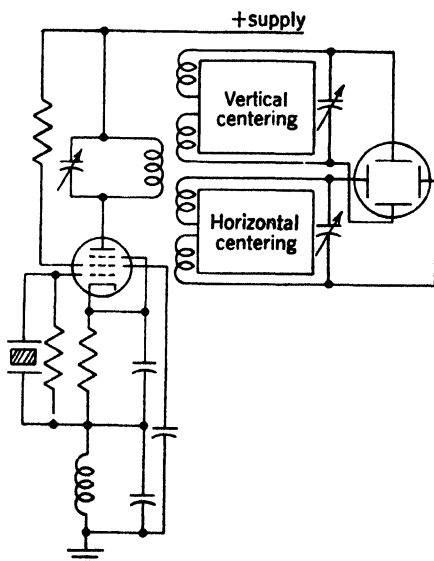 +supply
Vertical
centering
Horizontal
centering